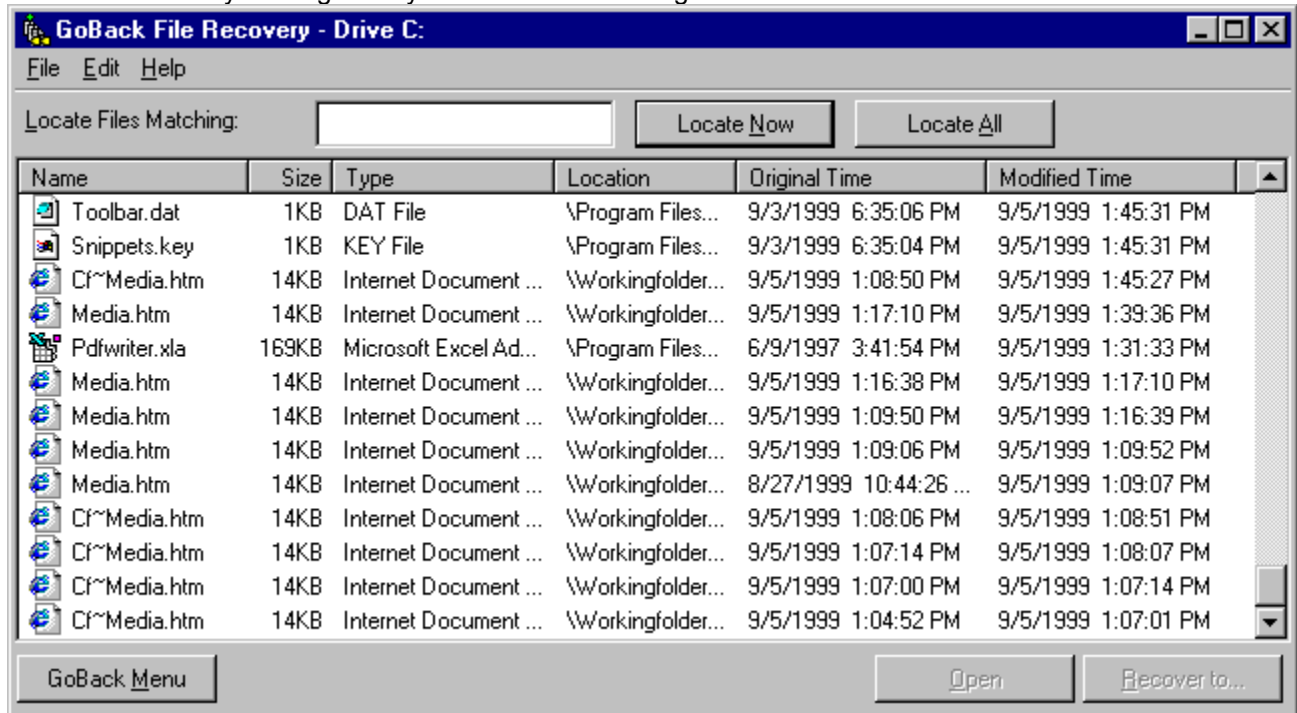 GoBack File Recovery - Drive C:
File Edit Help
Locate Files Matching: Locate Now Locate All
Name Size Type Location Original Time Modified Time
Toolbar.dat 1KB DAT File \Program Files... 9/3/1999 6:35:06 PM 9/5/1999 1:45:31 PM
Snippets.key 1KB KEY File \Program Files... 9/3/1999 6:35:04 PM 9/5/1999 1:45:31 PM
Cf~Media.htm 14KB Internet Document ... \Workingfolder... 9/5/1999 1:08:50 PM 9/5/1999 1:45:27 PM
Media.htm 14KB Internet Document ... \Workingfolder... 9/5/1999 1:17:10 PM 9/5/1999 1:39:36 PM
Pdfwriter.xla 169KB Microsoft Excel Ad... \Program Files... 6/9/1997 3:41:54 PM 9/5/1999 1:31:33 PM
Media.htm 14KB Internet Document ... \Workingfolder... 9/5/1999 1:16:38 PM 9/5/1999 1:17:10 PM
Media.htm 14KB Internet Document ... \Workingfolder... 9/5/1999 1:09:50 PM 9/5/1999 1:16:39 PM
Media.htm 14KB Internet Document ... \Workingfolder... 9/5/1999 1:09:06 PM 9/5/1999 1:09:52 PM
Media.htm 14KB Internet Document ... \Workingfolder... 8/27/1999 10:44:26 ... 9/5/1999 1:09:07 PM
Cf~Media.htm 14KB Internet Document ... \Workingfolder... 9/5/1999 1:08:06 PM 9/5/1999 1:08:51 PM
Cf~Media.htm 14KB Internet Document ... \Workingfolder... 9/5/1999 1:07:14 PM 9/5/1999 1:08:07 PM
Cf~Media.htm 14KB Internet Document ... \Workingfolder... 9/5/1999 1:07:00 PM 9/5/1999 1:07:14 PM
Cf~Media.htm 14KB Internet Document ... \Workingfolder... 9/5/1999 1:04:52 PM 9/5/1999 1:07:01 PM
GoBack Menu Open Recover to...